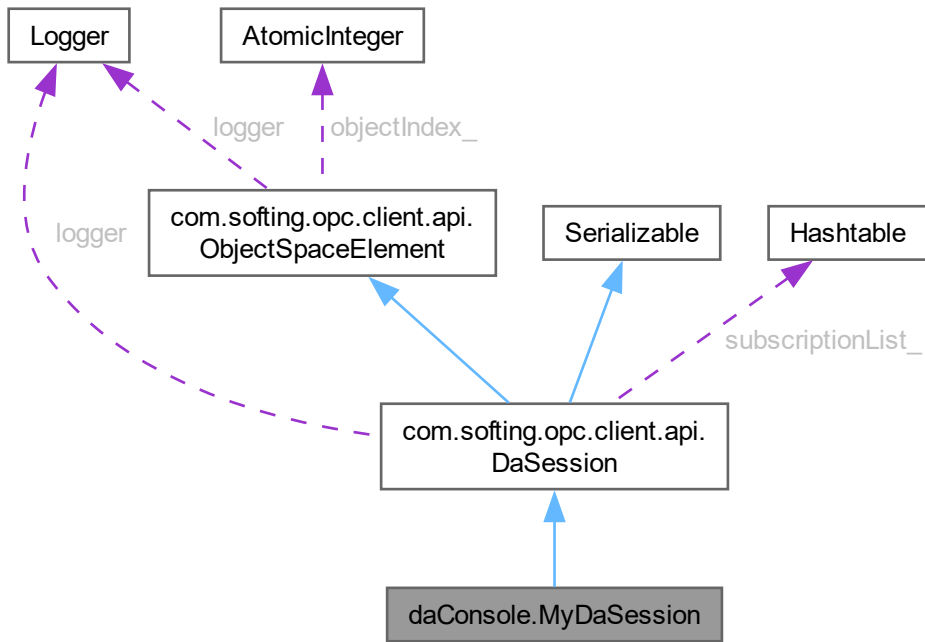 Logger
AtomicInteger
logger
objectIndex_
com.softing.opc.client.api.
ObjectSpaceElement
logger
Serializable
Hashtable
subscriptionList_
com.softing.opc.client.api.
DaSession
daConsole.MyDaSession